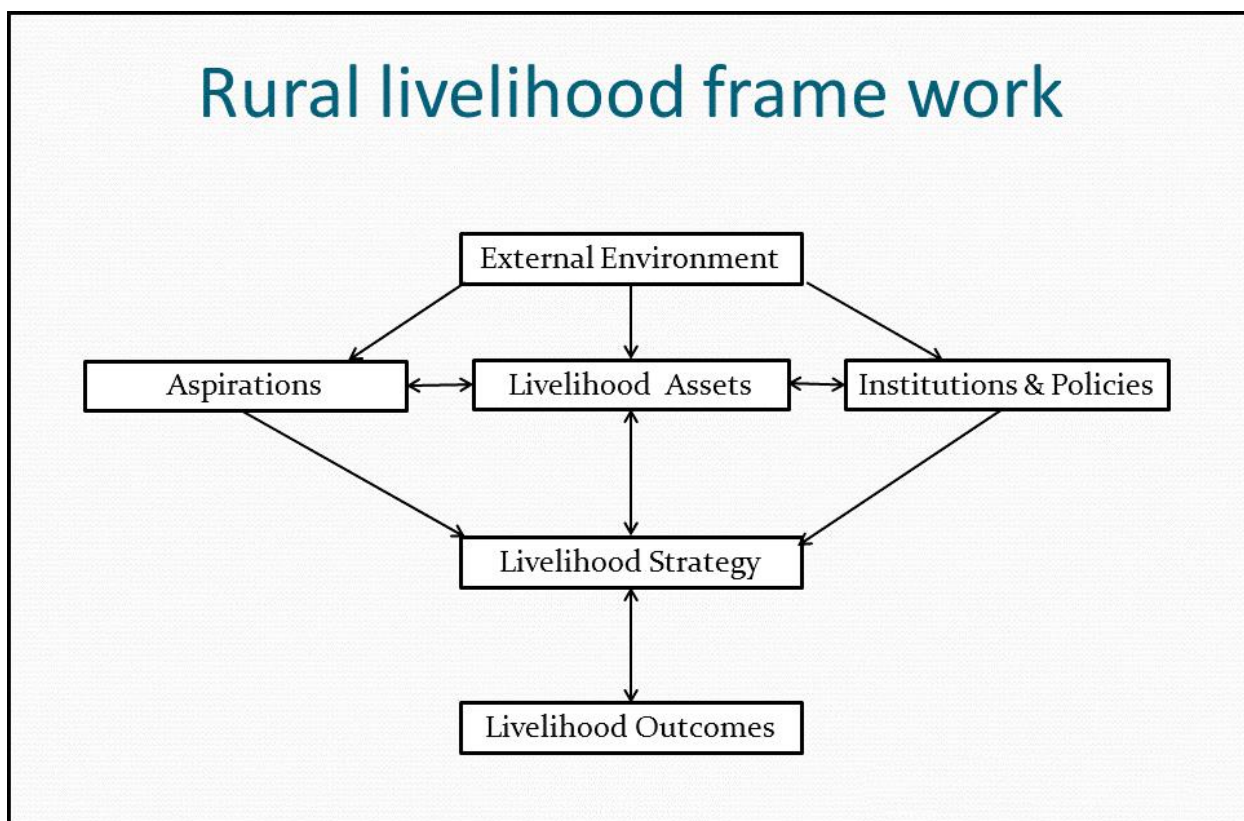 Rural livelihood frame work
External Environment
Aspirations
Livelihood Assets
Institutions & Policies
Livelihood Strategy
Livelihood Outcomes